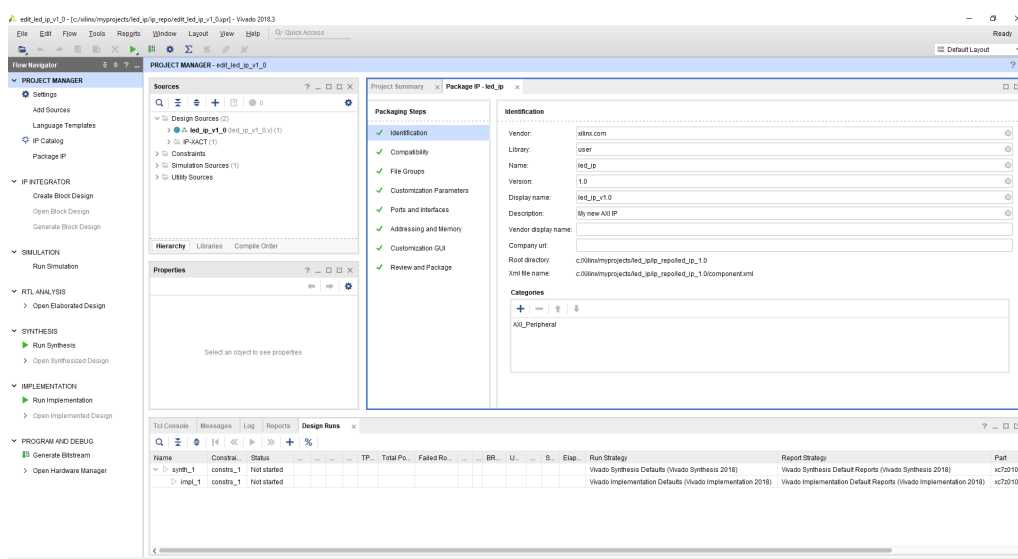 edit_led_ip_v1_0 - [c:/xilinx/myprojects/led_ip/ip_repo/edit_led_ip_v1_0.xpr] - Vivado 2018.3
File Edit Flow Tools Reports Window Layout View Help Q- Quick Access
Ready
Default Layout
Flow Navigator
PROJECT MANAGER
Settings
Add Sources
Language Templates
IP Catalog
Package IP
IP INTEGRATOR
Create Block Design
Open Block Design
Generate Block Design
SIMULATION
Run Simulation
RTL ANALYSIS
Open Elaborated Design
SYNTHESIS
Run Synthesis
Open Synthesized Design
IMPLEMENTATION
Run Implementation
Open Implemented Design
PROGRAM AND DEBUG
Generate Bitstream
Open Hardware Manager
PROJECT MANAGER - edit_led_ip_v1_0
Sources
0
Design Sources (2)
led_ip_v1_0 (led_ip_v1_0.v) (1)
IP-XACT (1)
Constraints
Simulation Sources (1)
Utility Sources
Hierarchy Libraries Compile Order
Properties
Select an object to see properties
Project Summary Package IP - led_ip
Packaging Steps
Identification
Compatibility
File Groups
Customization Parameters
Ports and Interfaces
Addressing and Memory
Customization GUI
Review and Package
Identification
Vendor: xilinx.com
Library: user
Name: led_ip
Version: 1.0
Display name: led_ip_v1.0
Description: My new AXI IP
Vendor display name:
Company url:
Root directory: c:/Xilinx/myprojects/led_ip/ip_repo/led_ip_1.0
Xml file name: c:/Xilinx/myprojects/led_ip/ip_repo/led_ip_1.0/component.xml
Categories
AXI_Peripheral
Tcl Console Messages Log Reports Design Runs
Name Constrai... Status ... ... ... ... TP... Total Po... Failed Ro... ... ... BR... U... ... S... Elap... Run Strategy Report Strategy Part
synth_1 constrs_1 Not started Vivado Synthesis Defaults (Vivado Synthesis 2018) Vivado Synthesis Default Reports (Vivado Synthesis 2018) xc7z010
impl_1 constrs_1 Not started Vivado Implementation Defaults (Vivado Implementation 2018) Vivado Implementation Default Reports (Vivado Implementation 2018) xc7z010